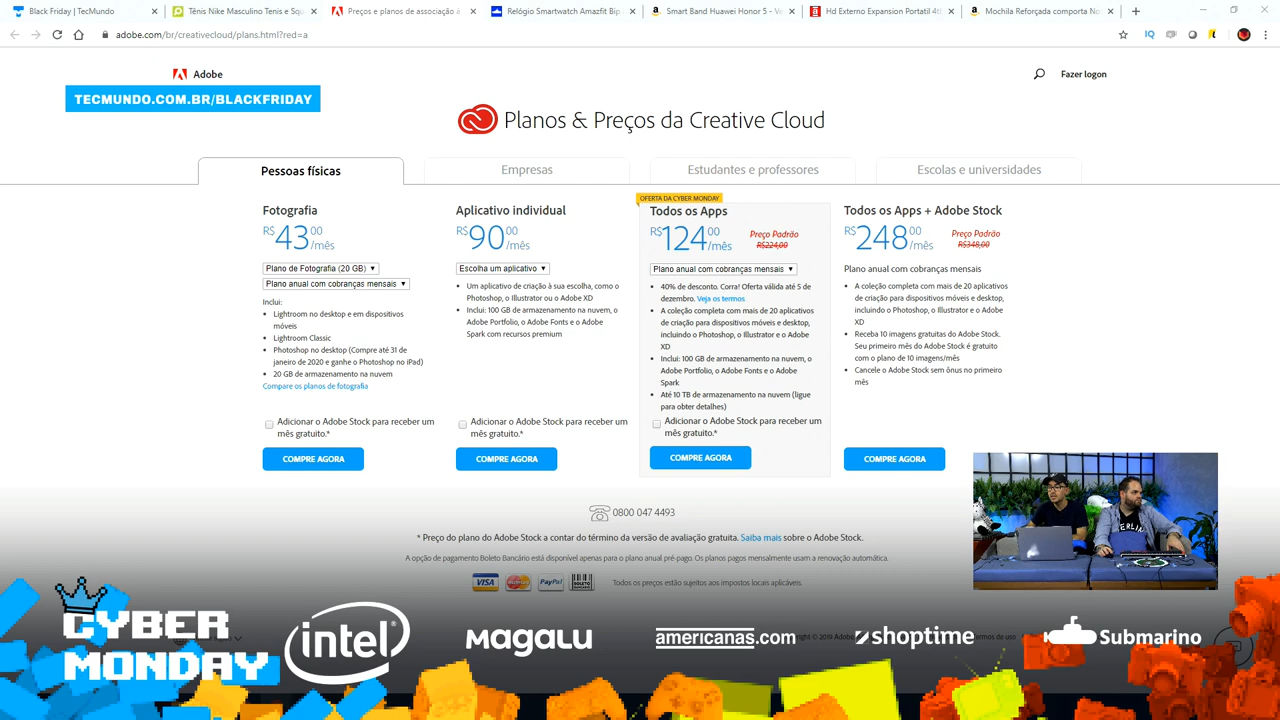 Black Friday | TecMundo
Tênis Nike Masculino Tenis e Squ
Preços e planos de associação à
Relógio Smartwatch Amazfit Bip
Smart Band Huawei Honor 5 - Ve
Hd Externo Expansion Portatil 4tb
Mochila Reforçada comporta No
adobe.com/br/creativecloud/plans.html?red=a
IQ
Adobe
Fazer logon
TECMUNDO.COM.BR/BLACKFRIDAY
Planos & Preços da Creative Cloud
Pessoas físicas
Empresas
Estudantes e professores
Escolas e universidades
Fotografia
R$43,00/mês
Plano de Fotografia (20 GB)
Plano anual com cobranças mensais
Inclui:
• Lightroom no desktop e em dispositivos
móveis
• Lightroom Classic
• Photoshop no desktop (Compre até 31 de
janeiro de 2020 e ganhe o Photoshop no iPad)
• 20 GB de armazenamento na nuvem
Compare os planos de fotografia
Adicionar o Adobe Stock para receber um
mês gratuito.*
COMPRE AGORA
Aplicativo individual
R$90,00/mês
Escolha um aplicativo
• Um aplicativo de criação à sua escolha, como o
Photoshop, o Illustrator ou o Adobe XD
• Inclui: 100 GB de armazenamento na nuvem, o
Adobe Portfolio, o Adobe Fonts e o Adobe
Spark com recursos premium
Adicionar o Adobe Stock para receber um
mês gratuito.*
COMPRE AGORA
OFERTA DA CYBER MONDAY
Todos os Apps
R$124,00/mês
Preço Padrão
R$224,00
Plano anual com cobranças mensais
• 40% de desconto. Corra! Oferta válida até 5 de
dezembro. Veja os termos
• A coleção completa com mais de 20 aplicativos
de criação para dispositivos móveis e desktop,
incluindo o Photoshop, o Illustrator e o Adobe
XD
• Inclui: 100 GB de armazenamento na nuvem, o
Adobe Portfolio, o Adobe Fonts e o Adobe
Spark
• Até 10 TB de armazenamento na nuvem (ligue
para obter detalhes)
Adicionar o Adobe Stock para receber um
mês gratuito.*
COMPRE AGORA
Todos os Apps + Adobe Stock
R$248,00/mês
Preço Padrão
R$348,00
Plano anual com cobranças mensais
• A coleção completa com mais de 20 aplicativos
de criação para dispositivos móveis e desktop,
incluindo o Photoshop, o Illustrator e o Adobe
XD
• Receba 10 imagens gratuitas do Adobe Stock.
Seu primeiro mês do Adobe Stock é gratuito
com o plano de 10 imagens/mês
• Cancele o Adobe Stock sem ônus no primeiro
mês
COMPRE AGORA
0800 047 4493
* Preço do plano do Adobe Stock a contar do término da versão de avaliação gratuita. Saiba mais sobre o Adobe Stock.
A opção de pagamento Boleto Bancário está disponível apenas para o plano anual pré-pago. Os planos pagos mensalmente usam a renovação automática.
VISA
PayPal
BOLETO
Todos os preços estão sujeitos aos impostos locais aplicáveis.
CYBER
MONDAY
intel
MAGALU
americanas.com
shoptime
Submarino